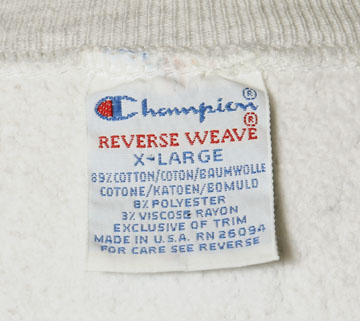 Champion®
REVERSE WEAVE®
X-LARGE
89% COTTON/COTON/BAUMWOLLE
COTONE/KATOEN/BOMULD
8% POLYESTER
3% VISCOSE RAYON
EXCLUSIVE OF TRIM
MADE IN U.S.A. RN 26094
FOR CARE SEE REVERSE